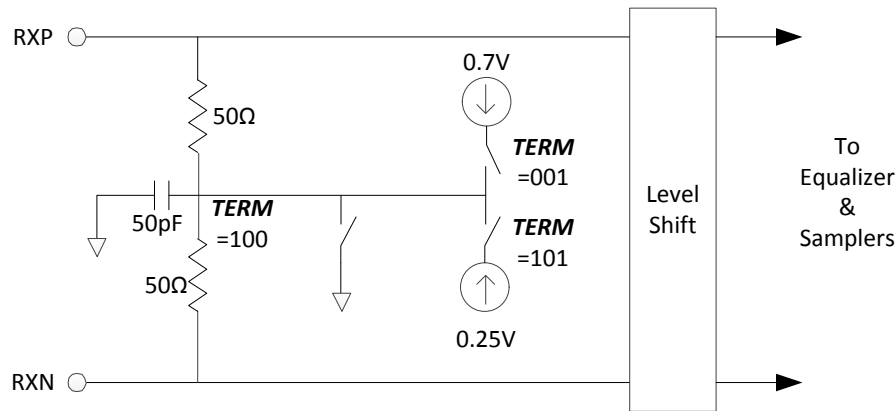 RXP
50Ω
50pF
TERM
=100
50Ω
RXN
0.7V
TERM
=001
TERM
=101
0.25V
Level
Shift
To
Equalizer
&
Samplers